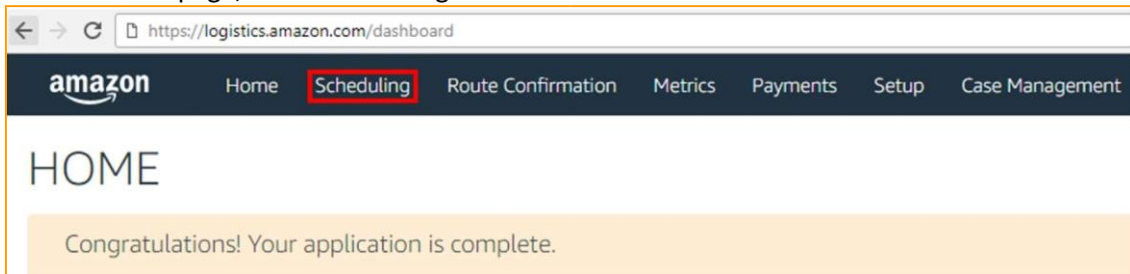 https://logistics.amazon.com/dashboard
amazon Home Scheduling Route Confirmation Metrics Payments Setup Case Management
HOME
Congratulations! Your application is complete.